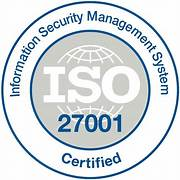 Information Security Management System
ISO
27001
Certified